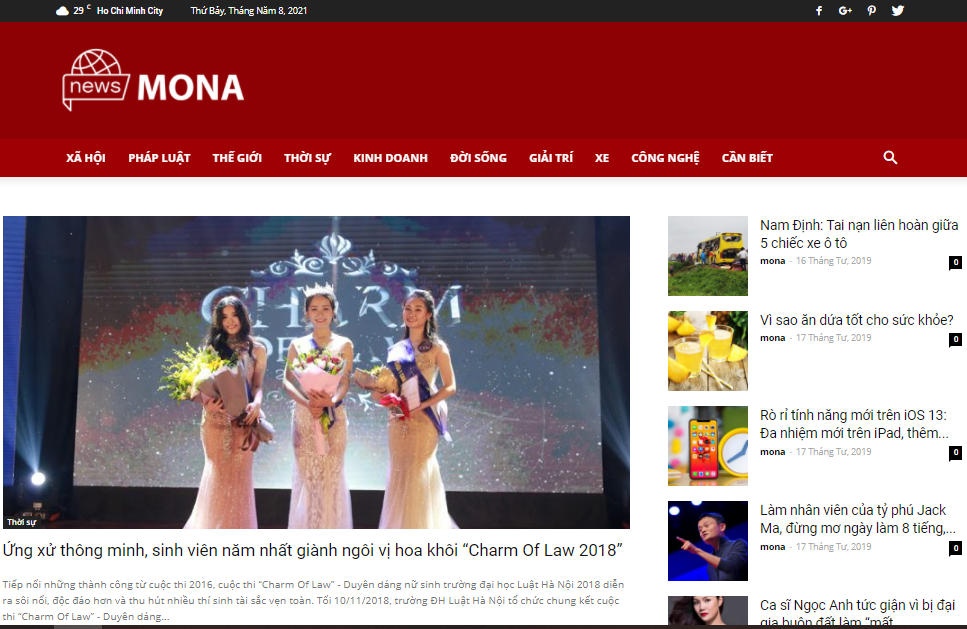 29 C Ho Chi Minh City Thứ Bảy, Tháng Năm 8, 2021
news MONA
XÃ HỘI PHÁP LUẬT THẾ GIỚI THỜI SỰ KINH DOANH ĐỜI SỐNG GIẢI TRÍ XE CÔNG NGHỆ CẦN BIẾT
CHARM
OF LAW
Thời sự
Ứng xử thông minh, sinh viên năm nhất giành ngôi vị hoa khôi “Charm Of Law 2018”
Tiếp nối những thành công từ cuộc thi 2016, cuộc thi “Charm Of Law” - Duyên dáng nữ sinh trường đại học Luật Hà Nội 2018 diễn
ra sôi nổi, độc đáo hơn và thu hút nhiều thí sinh tài sắc vẹn toàn. Tối 10/11/2018, trường ĐH Luật Hà Nội tổ chức chung kết cuộc
thi “Charm Of Law” - Duyên dáng...
Nam Định: Tai nạn liên hoàn giữa
5 chiếc xe ô tô
mona - 16 Tháng Tư, 2019 0
Vì sao ăn dứa tốt cho sức khỏe?
mona - 17 Tháng Tư, 2019 0
Rò rỉ tính năng mới trên iOS 13:
Đa nhiệm mới trên iPad, thêm...
mona - 17 Tháng Tư, 2019 0
Làm nhân viên của tỷ phú Jack
Ma, đừng mơ ngày làm 8 tiếng,...
mona - 17 Tháng Tư, 2019 0
Ca sĩ Ngọc Anh tức giận vì bị đại
gia buôn đất làm “mất